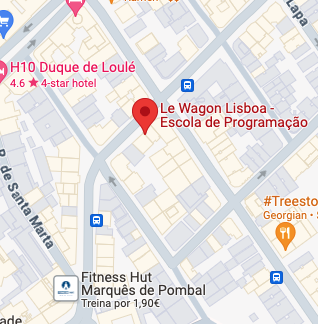 Lapa
H10 Duque de Loulé
4.6 ★ 4-star hotel
Le Wagon Lisboa -
Escola de Programação
R. de Santa Marta
#Treesto
Georgian • S
Fitness Hut
Marquês de Pombal
Treina por 1,90€
ade